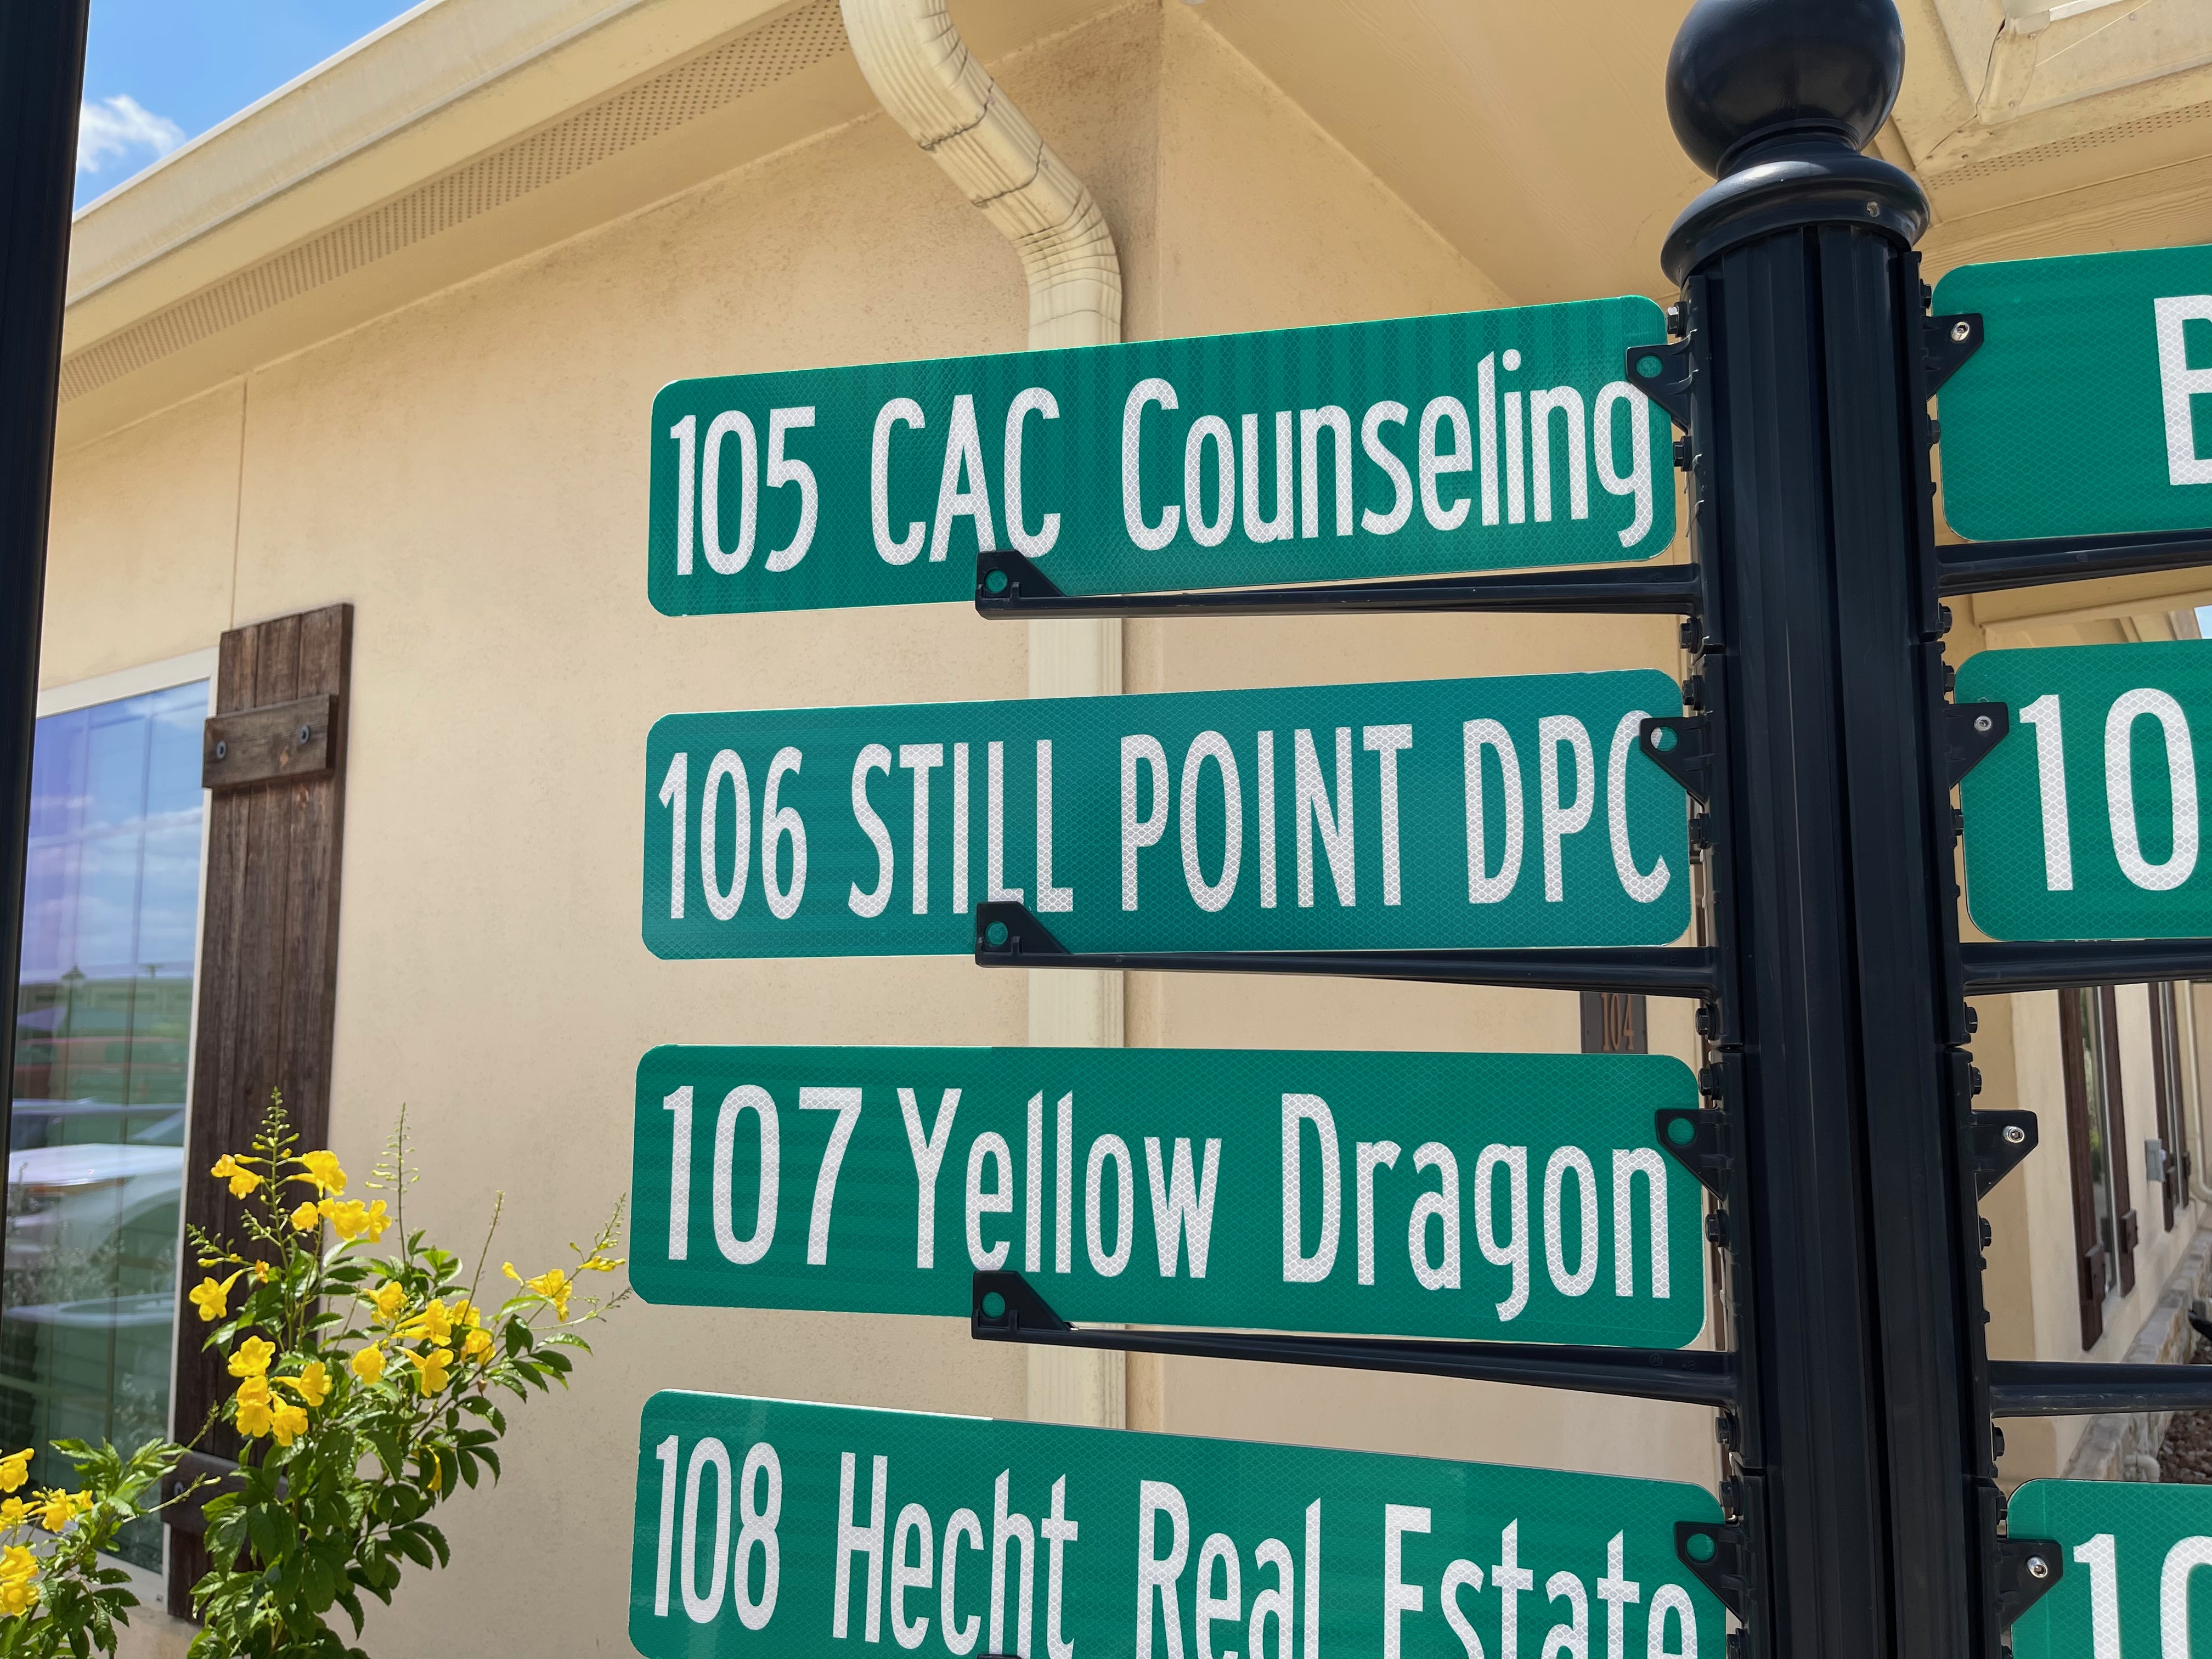 105 CAC Counseling
106 STILL POINT DPC
104
107 Yellow Dragon
108 Hecht Real Estate